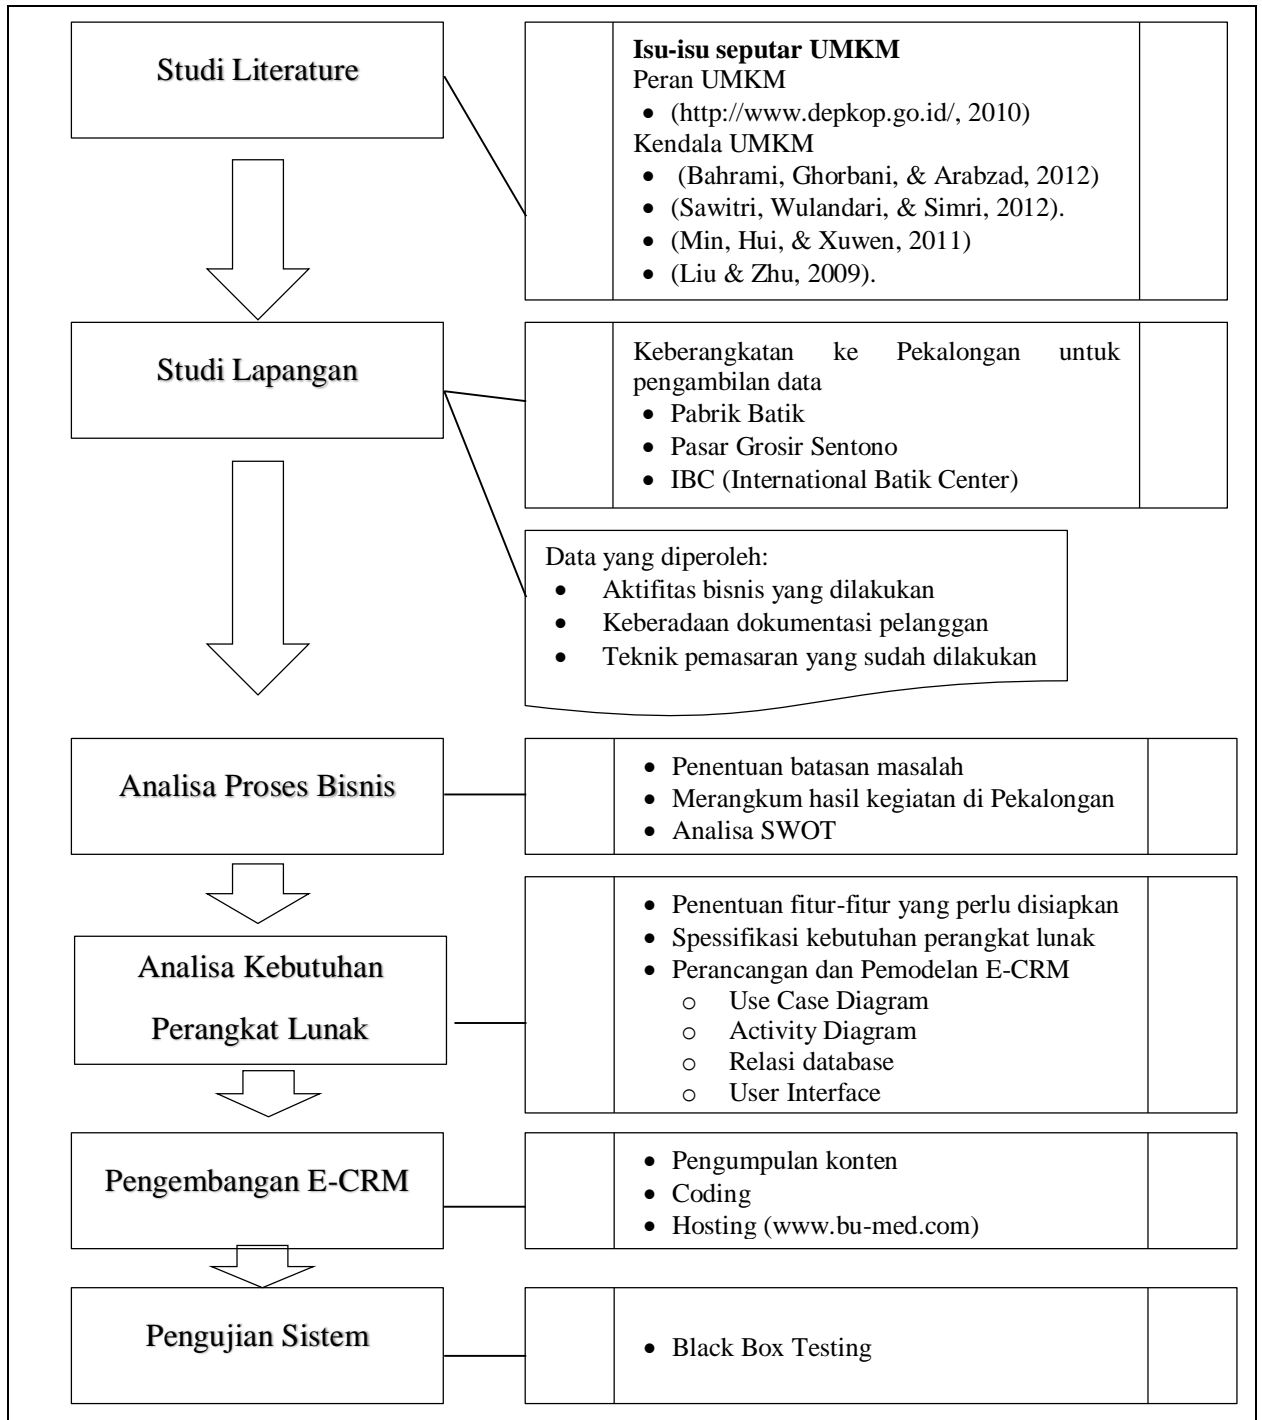 Studi Literature
Isu-isu seputar UMKM
Peran UMKM
• (http://www.depkop.go.id/, 2010)
Kendala UMKM
• (Bahrami, Ghorbani, & Arabzad, 2012)
• (Sawitri, Wulandari, & Simri, 2012).
• (Min, Hui, & Xuwen, 2011)
• (Liu & Zhu, 2009).
Studi Lapangan
Keberangkatan ke Pekalongan untuk
pengambilan data
• Pabrik Batik
• Pasar Grosir Sentono
• IBC (International Batik Center)
Data yang diperoleh:
• Aktifitas bisnis yang dilakukan
• Keberadaan dokumentasi pelanggan
• Teknik pemasaran yang sudah dilakukan
Analisa Proses Bisnis
• Penentuan batasan masalah
• Merangkum hasil kegiatan di Pekalongan
• Analisa SWOT
Analisa Kebutuhan
Perangkat Lunak
• Penentuan fitur-fitur yang perlu disiapkan
• Spessifikasi kebutuhan perangkat lunak
• Perancangan dan Pemodelan E-CRM
o Use Case Diagram
o Activity Diagram
o Relasi database
o User Interface
Pengembangan E-CRM
• Pengumpulan konten
• Coding
• Hosting (www.bu-med.com)
Pengujian Sistem
• Black Box Testing